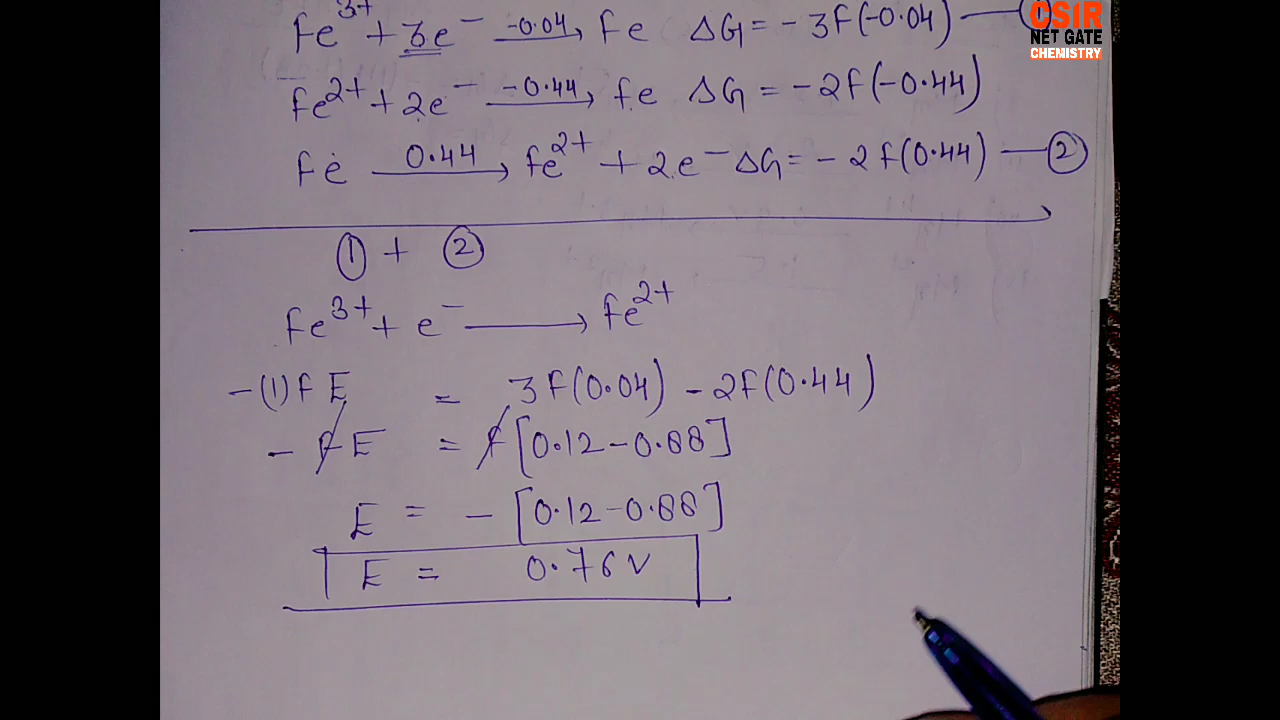 Fe³⁺ + 3e⁻ —-0.04→ Fe ΔG = - 3F(-0.04) —
CSIR
NET GATE
CHEMISTRY
Fe²⁺ + 2e⁻ —-0.44→ Fe ΔG = - 2F(-0.44)
Fe —0.44→ Fe²⁺ + 2e⁻ ΔG = - 2F(0.44) — ②
① + ②
Fe³⁺ + e⁻ ——→ Fe²⁺
-(1)FE = 3F(0.04) - 2F(0.44)
- FE = F[0.12 - 0.88]
E = - [0.12 - 0.88]
E = 0.76 V